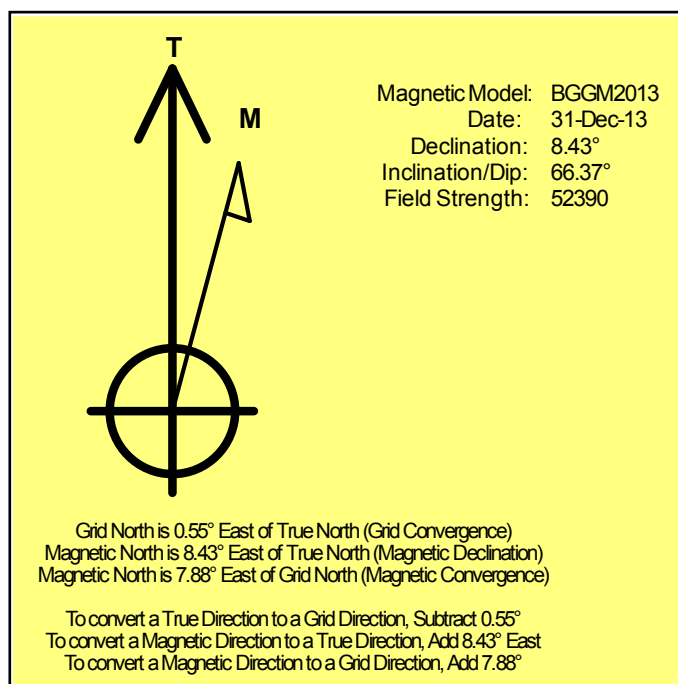 T
M
Magnetic Model: BGGM2013
Date: 31-Dec-13
Declination: 8.43°
Inclination/Dip: 66.37°
Field Strength: 52390
Grid North is 0.55° East of True North (Grid Convergence)
Magnetic North is 8.43° East of True North (Magnetic Declination)
Magnetic North is 7.88° East of Grid North (Magnetic Convergence)
To convert a True Direction to a Grid Direction, Subtract 0.55°
To convert a Magnetic Direction to a True Direction, Add 8.43° East
To convert a Magnetic Direction to a Grid Direction, Add 7.88°